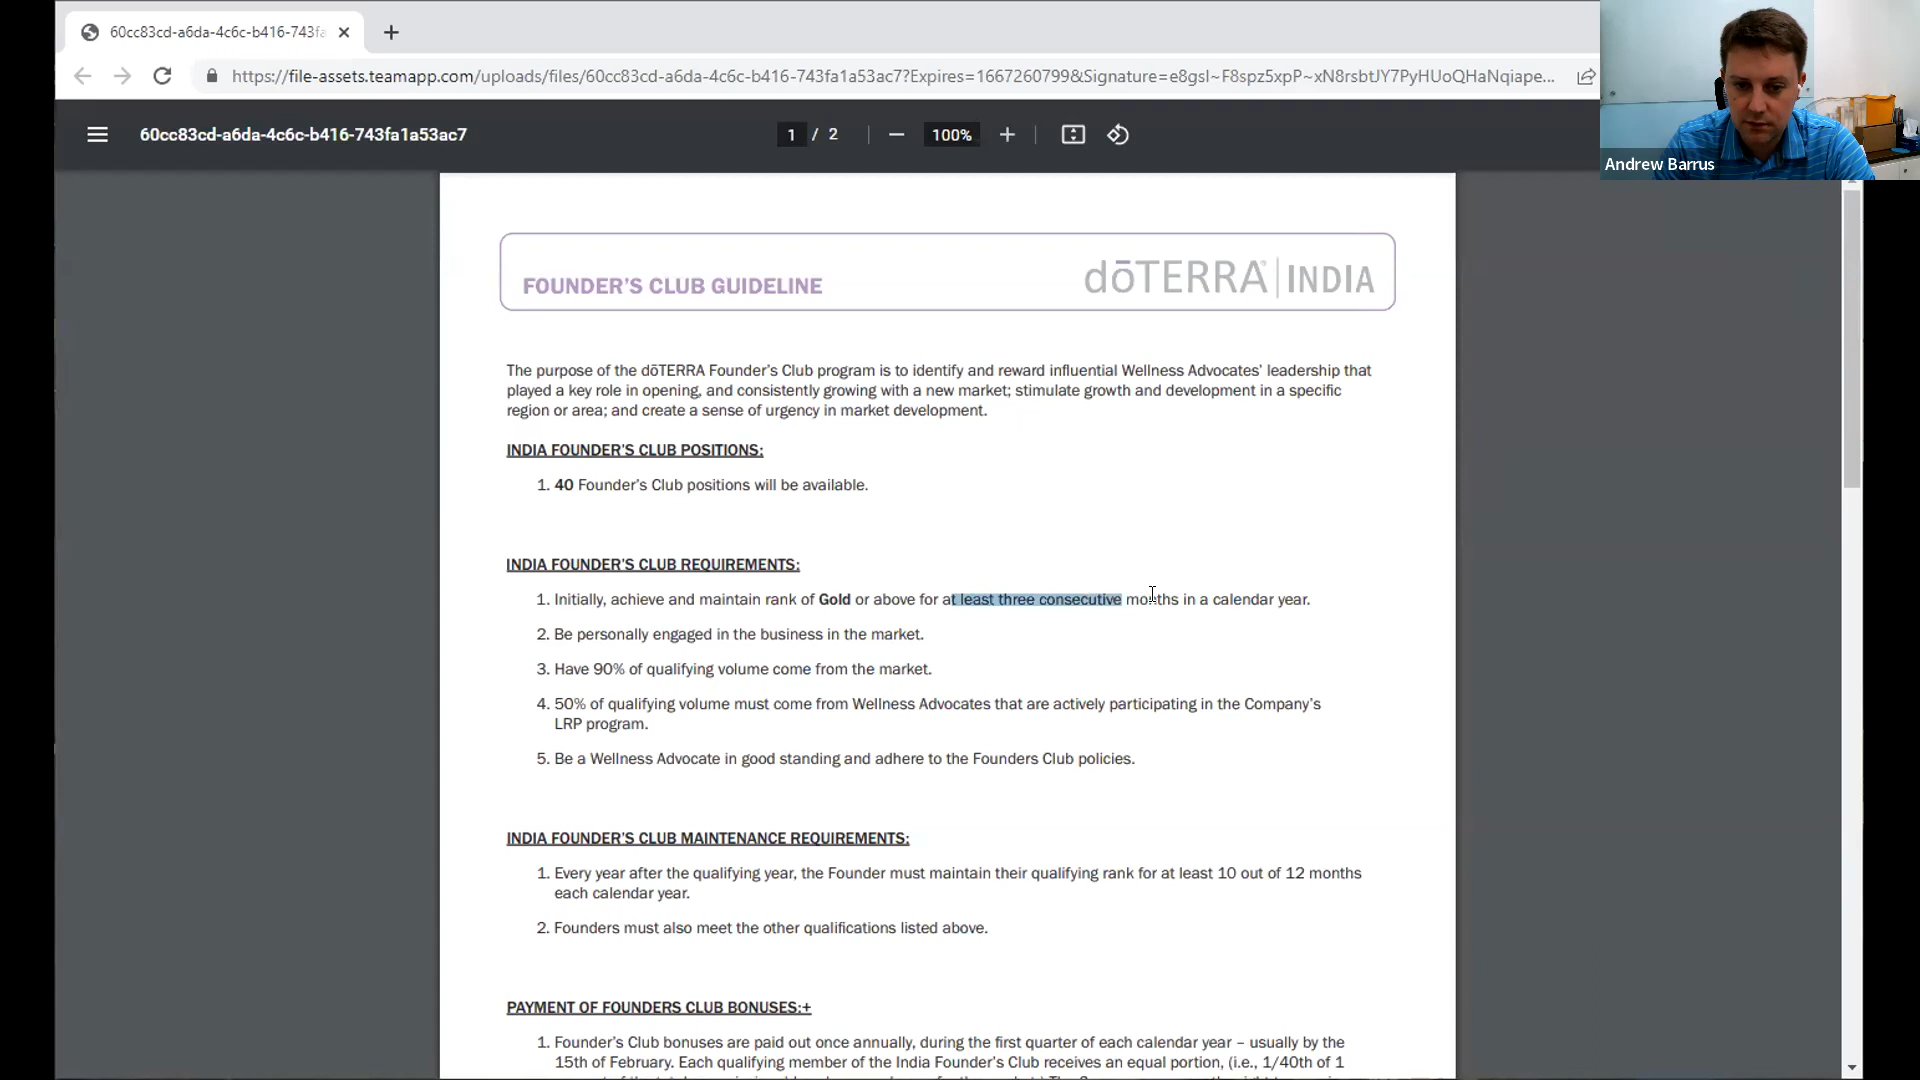 60cc83cd-a6da-4c6c-b416-743fa
https://file-assets.teamapp.com/uploads/files/60cc83cd-a6da-4c6c-b416-743fa1a53ac7?Expires=1667260799&Signature=e8gsl~F8spz5xpP~xN8rsbtJY7PyHUoQHaNqiape...
60cc83cd-a6da-4c6c-b416-743fa1a53ac7
1 / 2
100%
Andrew Barrus
FOUNDER'S CLUB GUIDELINE
dōTERRA® | INDIA
The purpose of the dōTERRA Founder's Club program is to identify and reward influential Wellness Advocates' leadership that
played a key role in opening, and consistently growing with a new market; stimulate growth and development in a specific
region or area; and create a sense of urgency in market development.
INDIA FOUNDER'S CLUB POSITIONS:
1. 40 Founder's Club positions will be available.
INDIA FOUNDER'S CLUB REQUIREMENTS:
1. Initially, achieve and maintain rank of Gold or above for at least three consecutive months in a calendar year.
2. Be personally engaged in the business in the market.
3. Have 90% of qualifying volume come from the market.
4. 50% of qualifying volume must come from Wellness Advocates that are actively participating in the Company's
LRP program.
5. Be a Wellness Advocate in good standing and adhere to the Founders Club policies.
INDIA FOUNDER'S CLUB MAINTENANCE REQUIREMENTS:
1. Every year after the qualifying year, the Founder must maintain their qualifying rank for at least 10 out of 12 months
each calendar year.
2. Founders must also meet the other qualifications listed above.
PAYMENT OF FOUNDERS CLUB BONUSES:+
1. Founder's Club bonuses are paid out once annually, during the first quarter of each calendar year – usually by the
15th of February. Each qualifying member of the India Founder's Club receives an equal portion, (i.e., 1/40th of 1